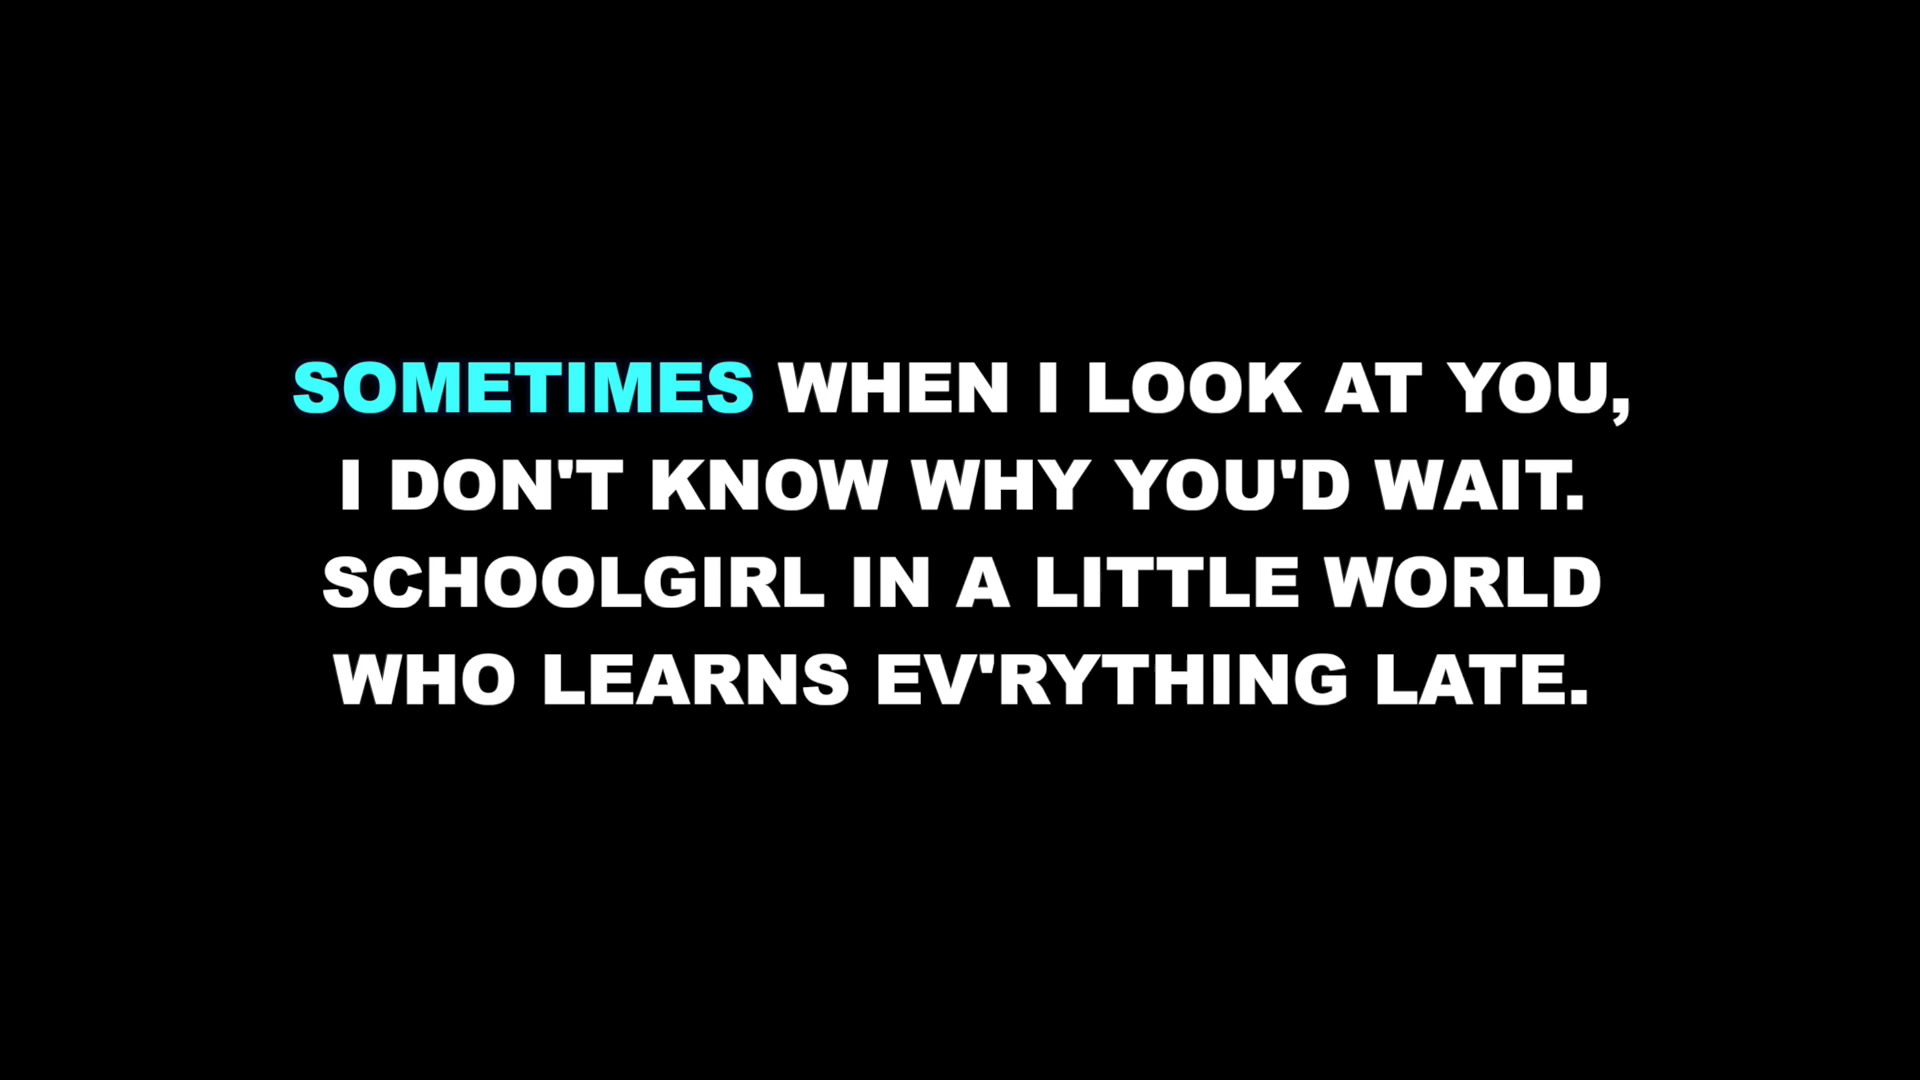 SOMETIMES WHEN I LOOK AT YOU,
I DON'T KNOW WHY YOU'D WAIT.
SCHOOLGIRL IN A LITTLE WORLD
WHO LEARNS EV'RYTHING LATE.